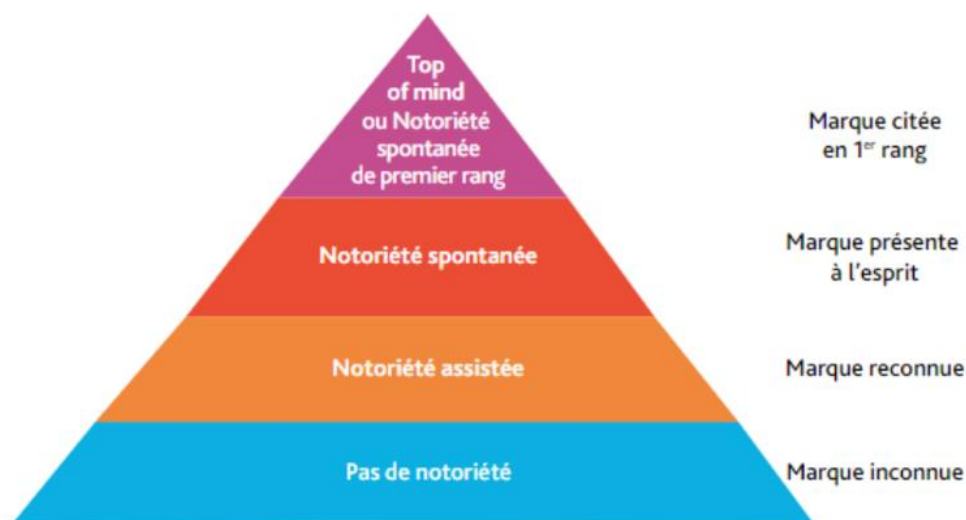 Top
of mind
ou Notoriété
spontanée
de premier rang
Marque citée
en 1er rang
Notoriété spontanée
Marque présente
à l'esprit
Notoriété assistée
Marque reconnue
Pas de notoriété
Marque inconnue